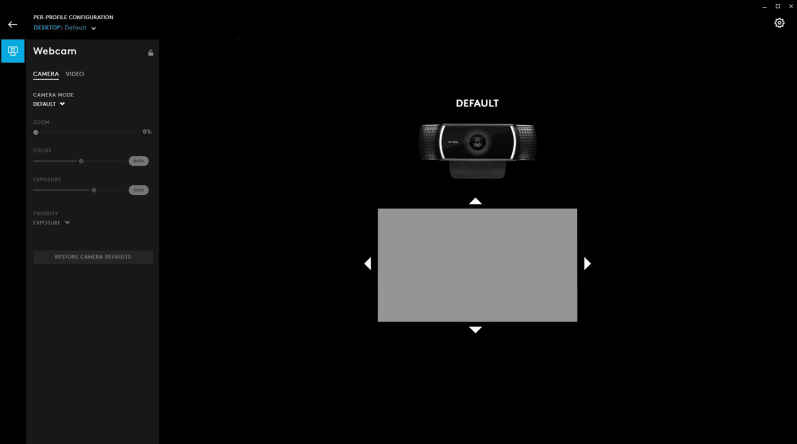 PER-PROFILE CONFIGURATION
DESKTOP: Default
Webcam
CAMERA VIDEO
CAMERA MODE
DEFAULT
ZOOM
0%
FOCUS
Auto
EXPOSURE
Auto
PRIORITY
EXPOSURE
RESTORE CAMERA DEFAULTS
DEFAULT